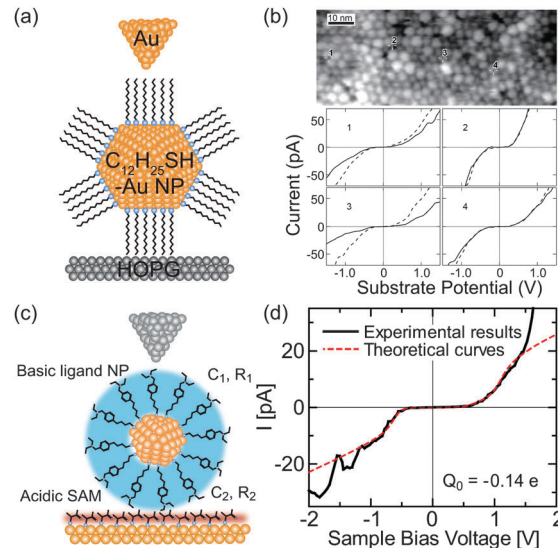 (a)
Au
C12H25SH
-Au NP
HOPG
(b)
10 nm
1
2
3
4
50
0
-50
1
2
50
0
-50
3
4
Current (pA)
-1.0 0.0 1.0 -1.0 0.0 1.0
Substrate Potential (V)
(c)
Basic ligand NP
C1, R1
C2, R2
Acidic SAM
(d)
Experimental results
Theoretical curves
I [pA]
20
0
-20
Q0 = -0.14 e
-2 -1 0 1 2
Sample Bias Voltage [V]